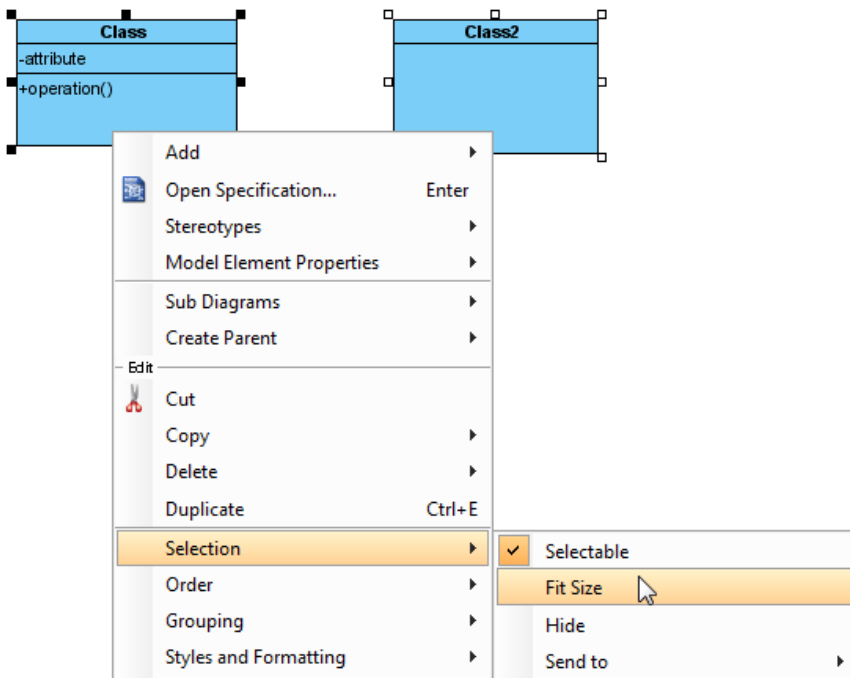 Class
-attribute
+operation()
Class2
Add
Open Specification... Enter
Stereotypes
Model Element Properties
Sub Diagrams
Create Parent
Edit
Cut
Copy
Delete
Duplicate Ctrl+E
Selection
Order
Grouping
Styles and Formatting
Selectable
Fit Size
Hide
Send to